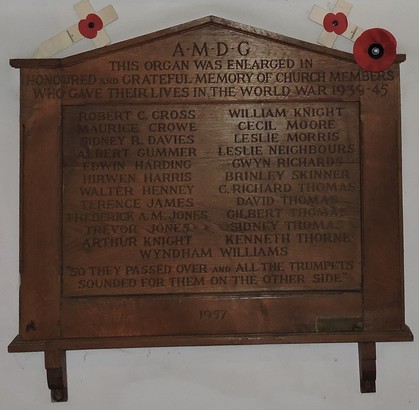 A·M·D·G
THIS ORGAN WAS ENLARGED IN
HONOURED AND GRATEFUL MEMORY OF CHURCH MEMBERS
WHO GAVE THEIR LIVES IN THE WORLD WAR 1939-45
ROBERT C. CROSS
MAURICE CROWE
SIDNEY R. DAVIES
ALBERT GUMMER
EDWIN HARDING
HIRWEN HARRIS
WALTER HENNEY
TERENCE JAMES
FREDERICK A.M. JONES
TREVOR JONES
ARTHUR KNIGHT
WILLIAM KNIGHT
CECIL MOORE
LESLIE MORRIS
LESLIE NEIGHBOURS
GWYN RICHARDS
BRINLEY SKINNER
C. RICHARD THOMAS
DAVID THOMAS
GILBERT THOMAS
SIDNEY THOMAS
KENNETH THORNE
WYNDHAM WILLIAMS
"SO THEY PASSED OVER AND ALL THE TRUMPETS
SOUNDED FOR THEM ON THE OTHER SIDE"
1957